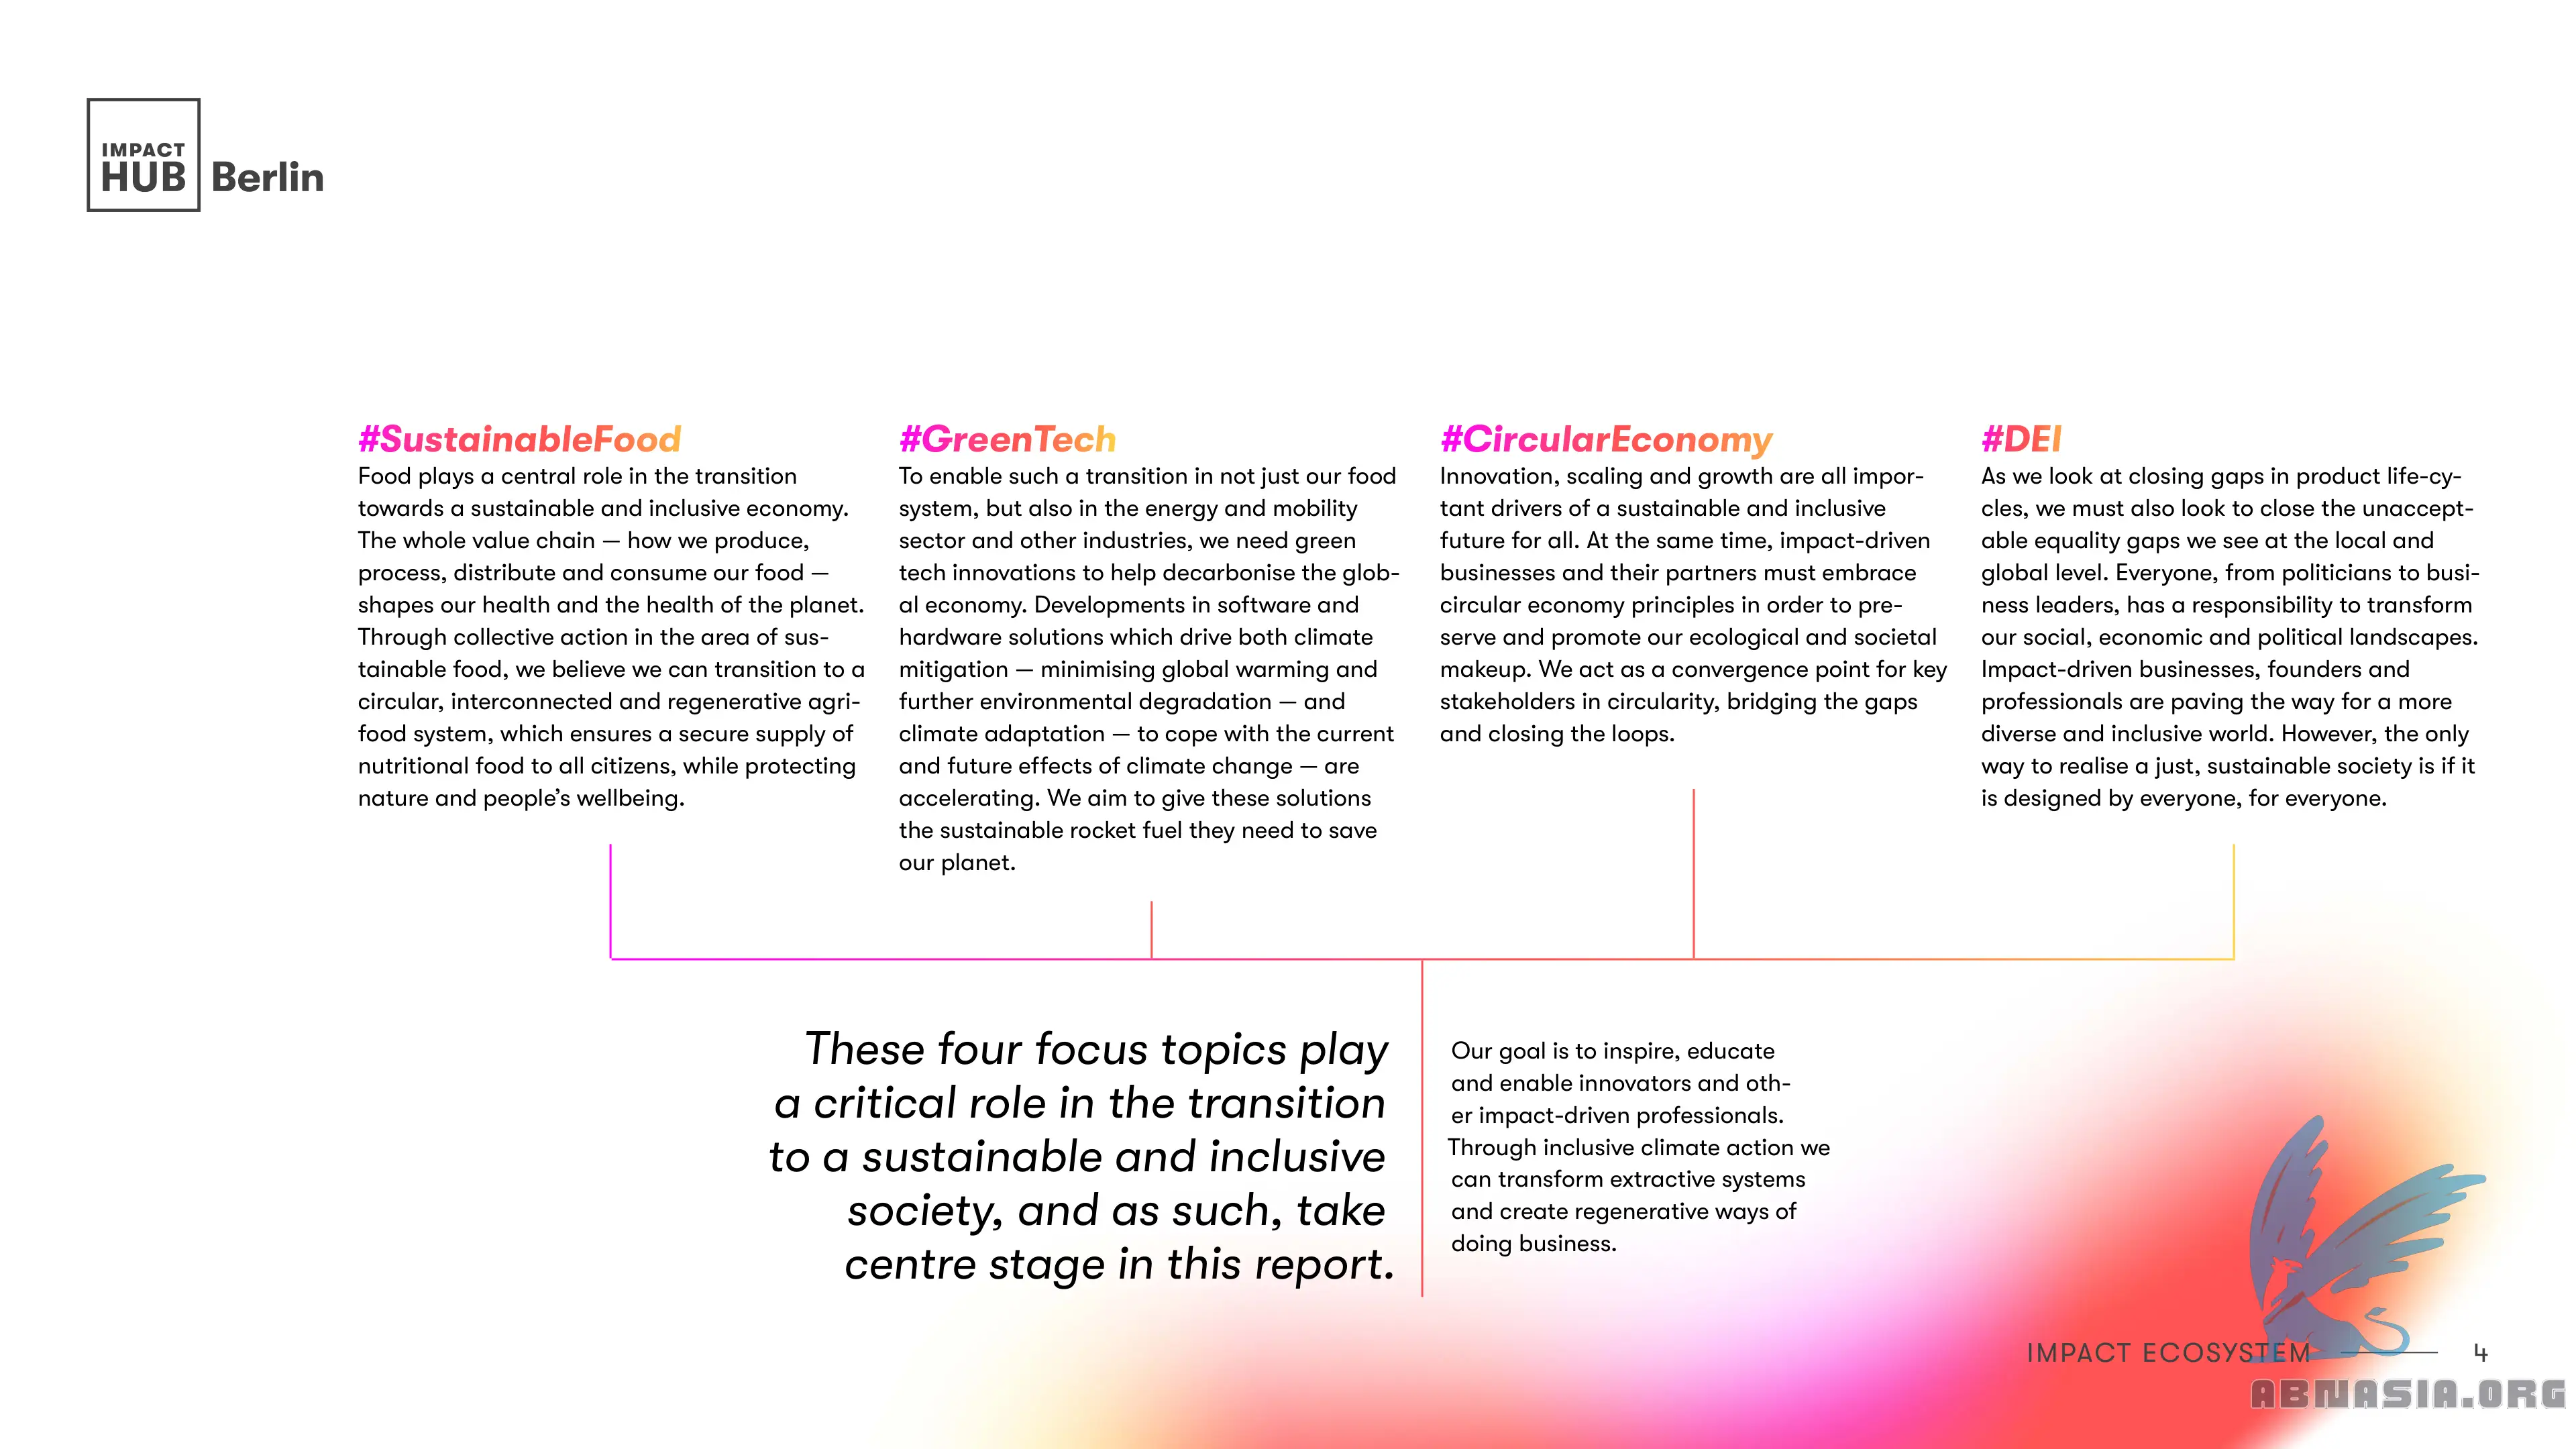 IMPACT
HUB Berlin
#SustainableFood
Food plays a central role in the transition
towards a sustainable and inclusive economy.
The whole value chain — how we produce,
process, distribute and consume our food —
shapes our health and the health of the planet.
Through collective action in the area of sus-
tainable food, we believe we can transition to a
circular, interconnected and regenerative agri-
food system, which ensures a secure supply of
nutritional food to all citizens, while protecting
nature and people’s wellbeing.
#GreenTech
To enable such a transition in not just our food
system, but also in the energy and mobility
sector and other industries, we need green
tech innovations to help decarbonise the glob-
al economy. Developments in software and
hardware solutions which drive both climate
mitigation — minimising global warming and
further environmental degradation — and
climate adaptation — to cope with the current
and future effects of climate change — are
accelerating. We aim to give these solutions
the sustainable rocket fuel they need to save
our planet.
#CircularEconomy
Innovation, scaling and growth are all impor-
tant drivers of a sustainable and inclusive
future for all. At the same time, impact-driven
businesses and their partners must embrace
circular economy principles in order to pre-
serve and promote our ecological and societal
makeup. We act as a convergence point for key
stakeholders in circularity, bridging the gaps
and closing the loops.
#DEI
As we look at closing gaps in product life-cy-
cles, we must also look to close the unaccept-
able equality gaps we see at the local and
global level. Everyone, from politicians to busi-
ness leaders, has a responsibility to transform
our social, economic and political landscapes.
Impact-driven businesses, founders and
professionals are paving the way for a more
diverse and inclusive world. However, the only
way to realise a just, sustainable society is if it
is designed by everyone, for everyone.
These four focus topics play
a critical role in the transition
to a sustainable and inclusive
society, and as such, take
centre stage in this report.
Our goal is to inspire, educate
and enable innovators and oth-
er impact-driven professionals.
Through inclusive climate action we
can transform extractive systems
and create regenerative ways of
doing business.
IMPACT ECOSYSTEM 4
ABNASIA.ORG